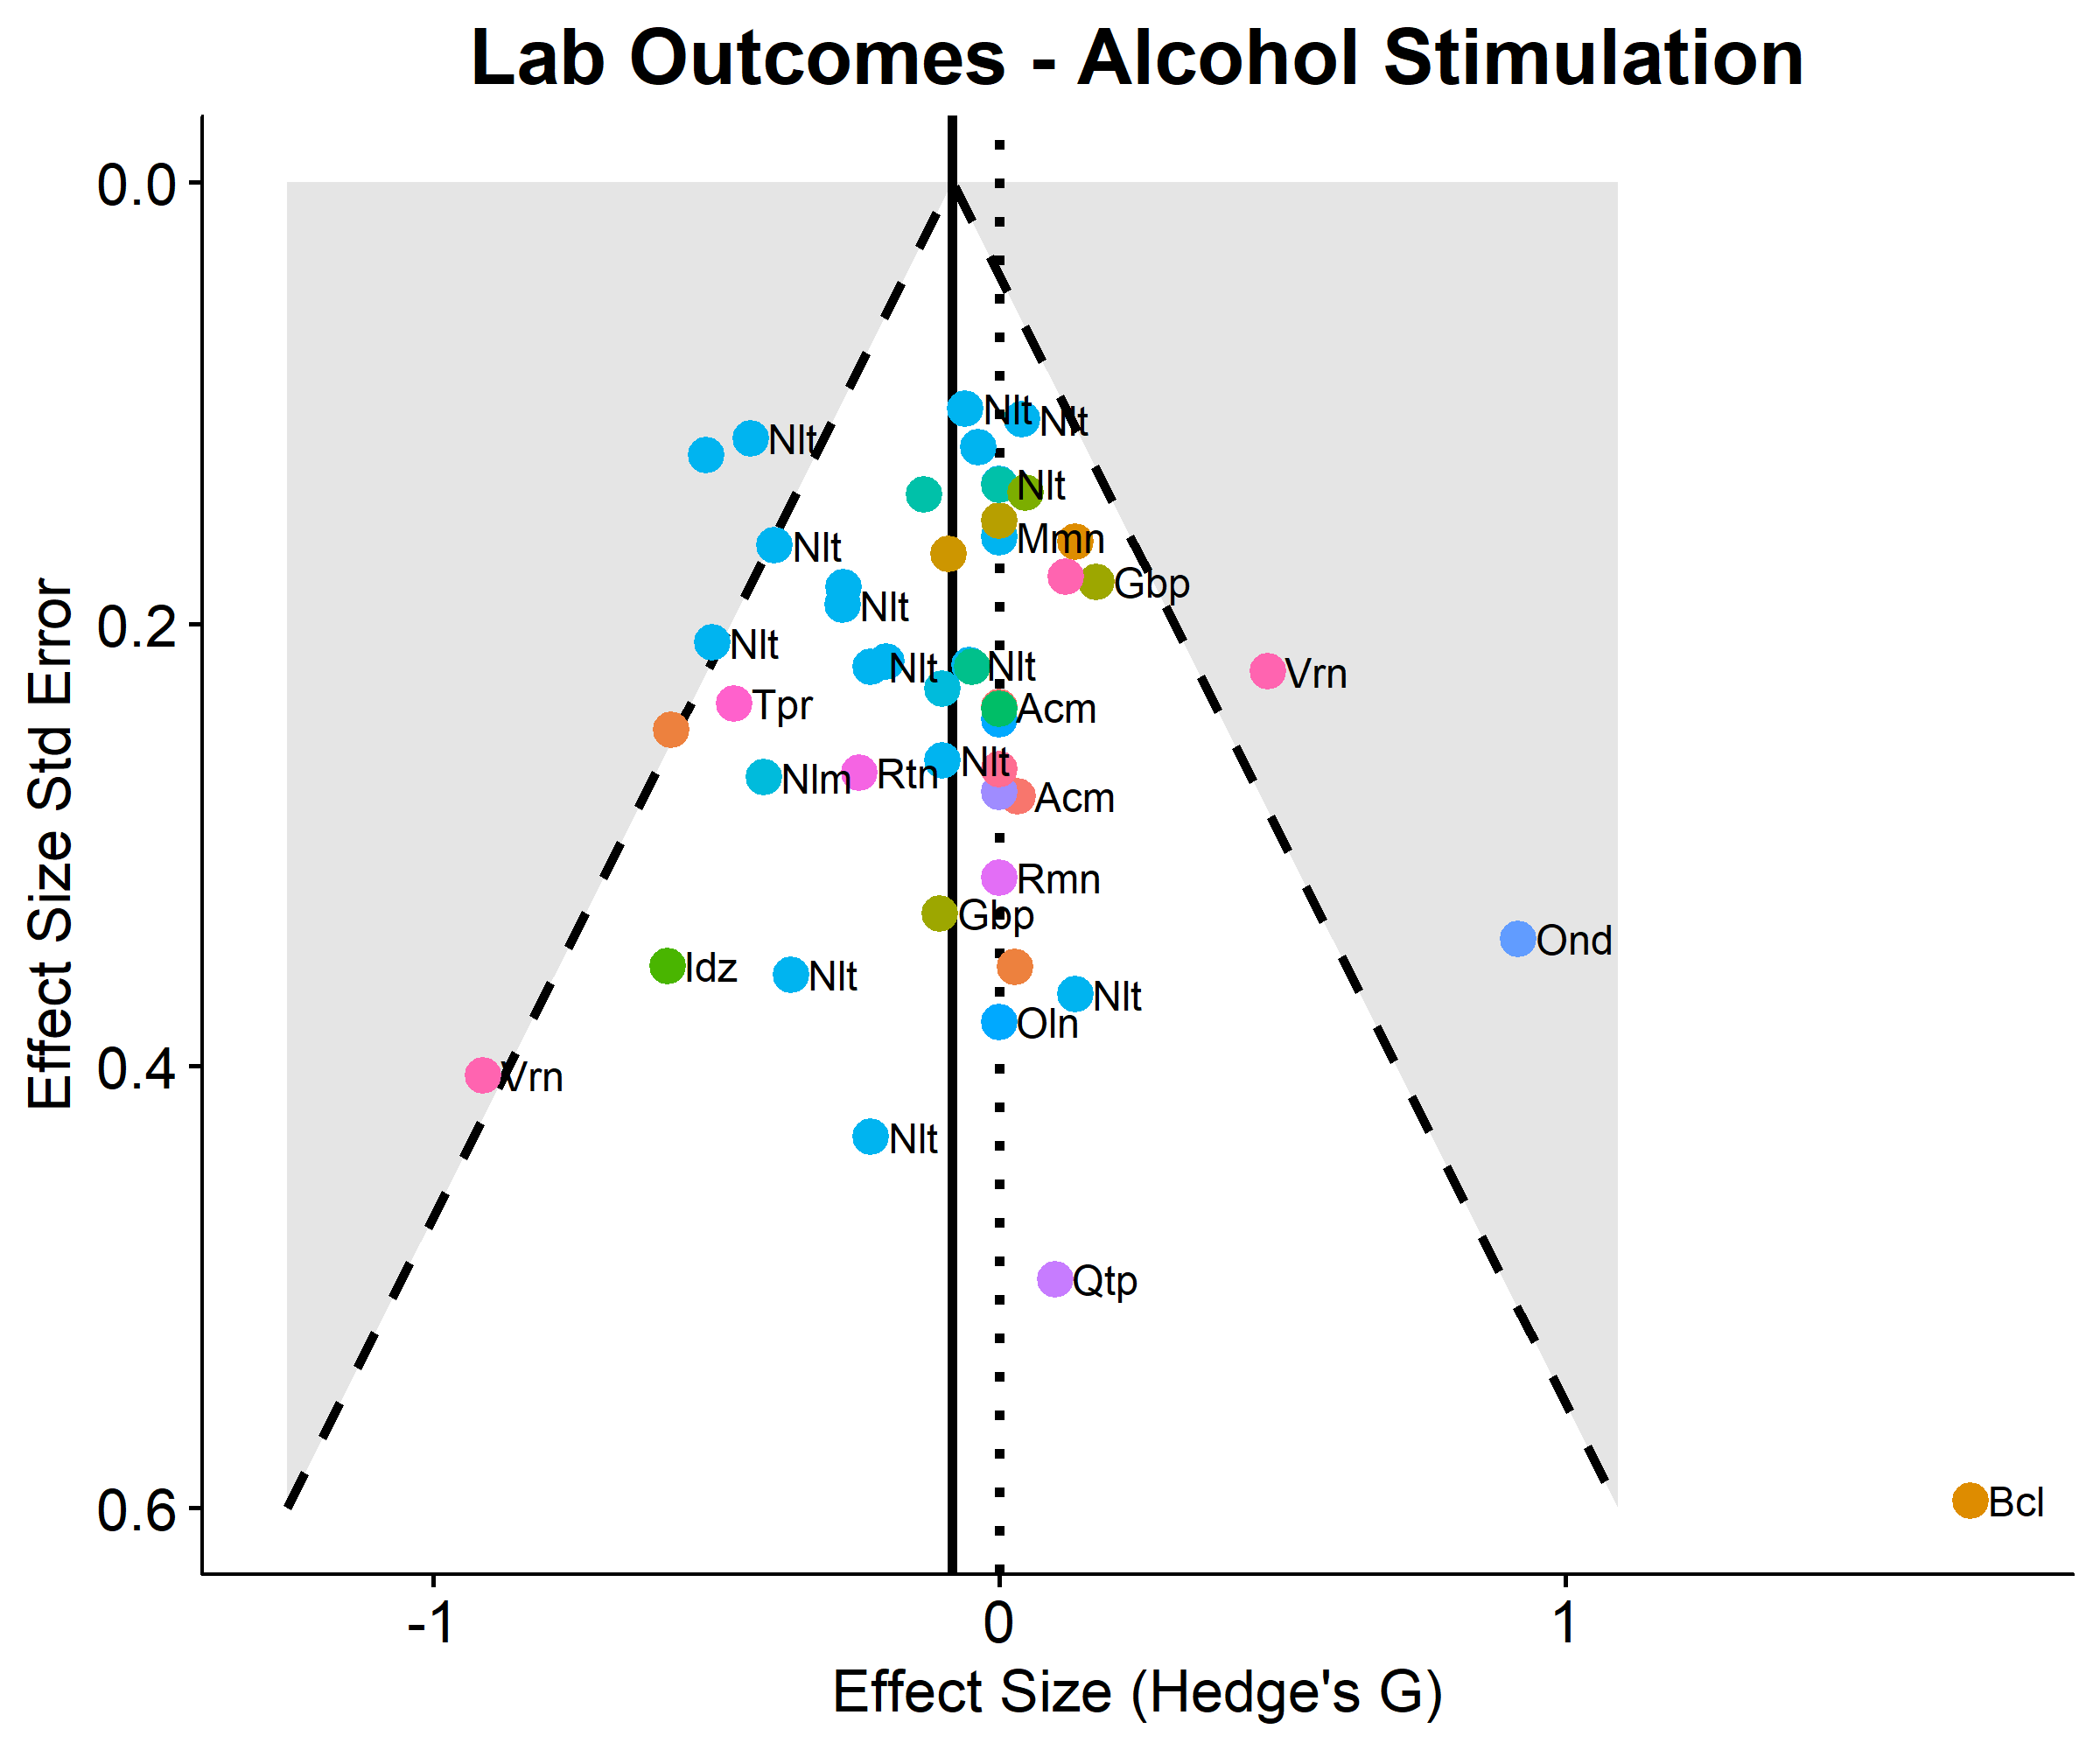 Lab Outcomes - Alcohol Stimulation
0.0
0.2
0.4
0.6
Effect Size Std Error
Nlt
Nlt
Nlt
Nlt
Mmn
Nlt
Gbp
Nlt
Nlt
Nlt
Nlt
Vrn
Tpr
Acm
Nlt
Rtn
Nlm
Acm
Rmn
Gbp
Ond
Idz
Nlt
Nlt
Oln
Vrn
Nlt
Qtp
Bcl
-1
0
1
Effect Size (Hedge's G)